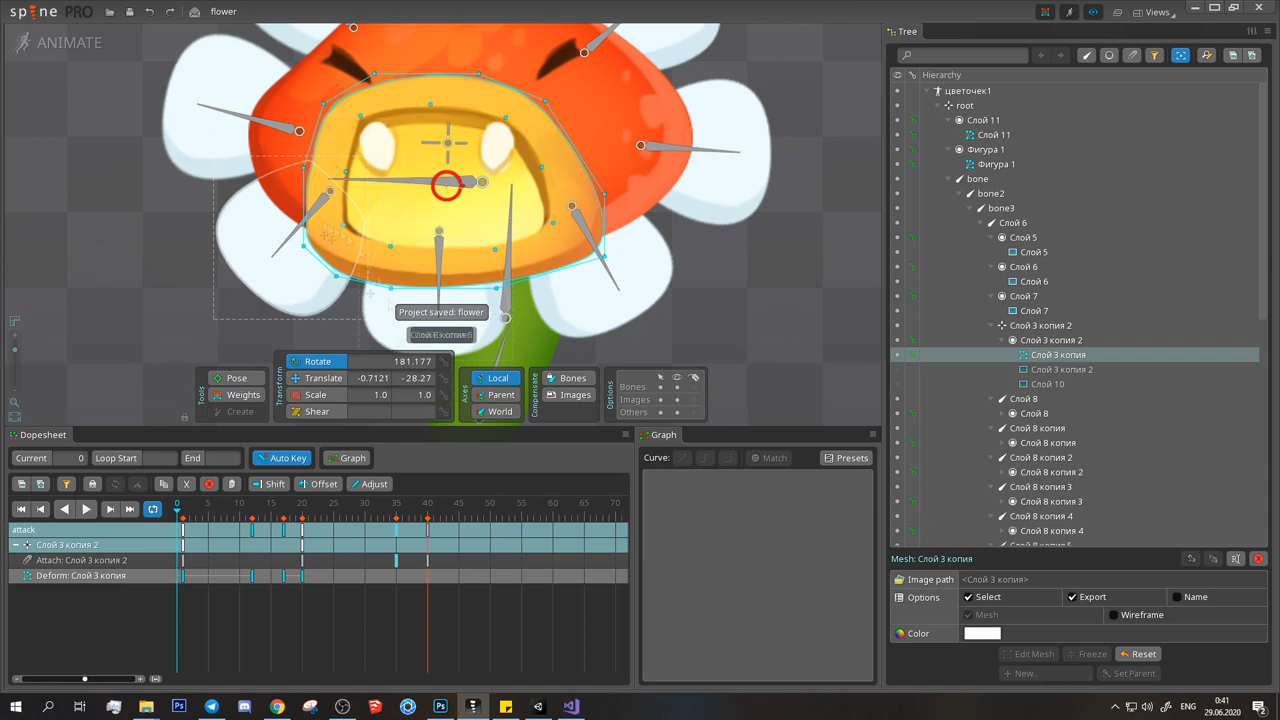 spine PRO
flower
Views
ANIMATE
Project saved: flower
Tools
Pose
Weights
Create
Transform
Rotate 181.177
Translate -0.7121 -28.27
Scale 1.0 1.0
Shear
Axes
Local
Parent
World
Compensate
Bones
Images
Options
Bones
Images
Others
Dopesheet
Current 0 Loop Start End Auto Key Graph
Shift Offset Adjust
0 5 10 15 20 25 30 35 40 45 50 55 60 65 70
attack
Слой 3 копия 2
Attach: Слой 3 копия 2
Deform: Слой 3 копия
Graph
Curve: Match Presets
Tree
Hierarchy
цветочек1
root
Слой 11
Слой 11
Фигура 1
Фигура 1
bone
bone2
bone3
Слой 6
Слой 5
Слой 5
Слой 6
Слой 6
Слой 7
Слой 7
Слой 3 копия 2
Слой 3 копия 2
Слой 3 копия
Слой 3 копия 2
Слой 10
Слой 8
Слой 8
Слой 8 копия
Слой 8 копия
Слой 8 копия 2
Слой 8 копия 2
Слой 8 копия 3
Слой 8 копия 3
Слой 8 копия 4
Слой 8 копия 4
Mesh: Слой 3 копия
Image path <Слой 3 копия>
Options Select Export Name
Mesh Wireframe
Color
Edit Mesh Freeze Reset
New... Set Parent
ENG
0:41
29.06.2020
2